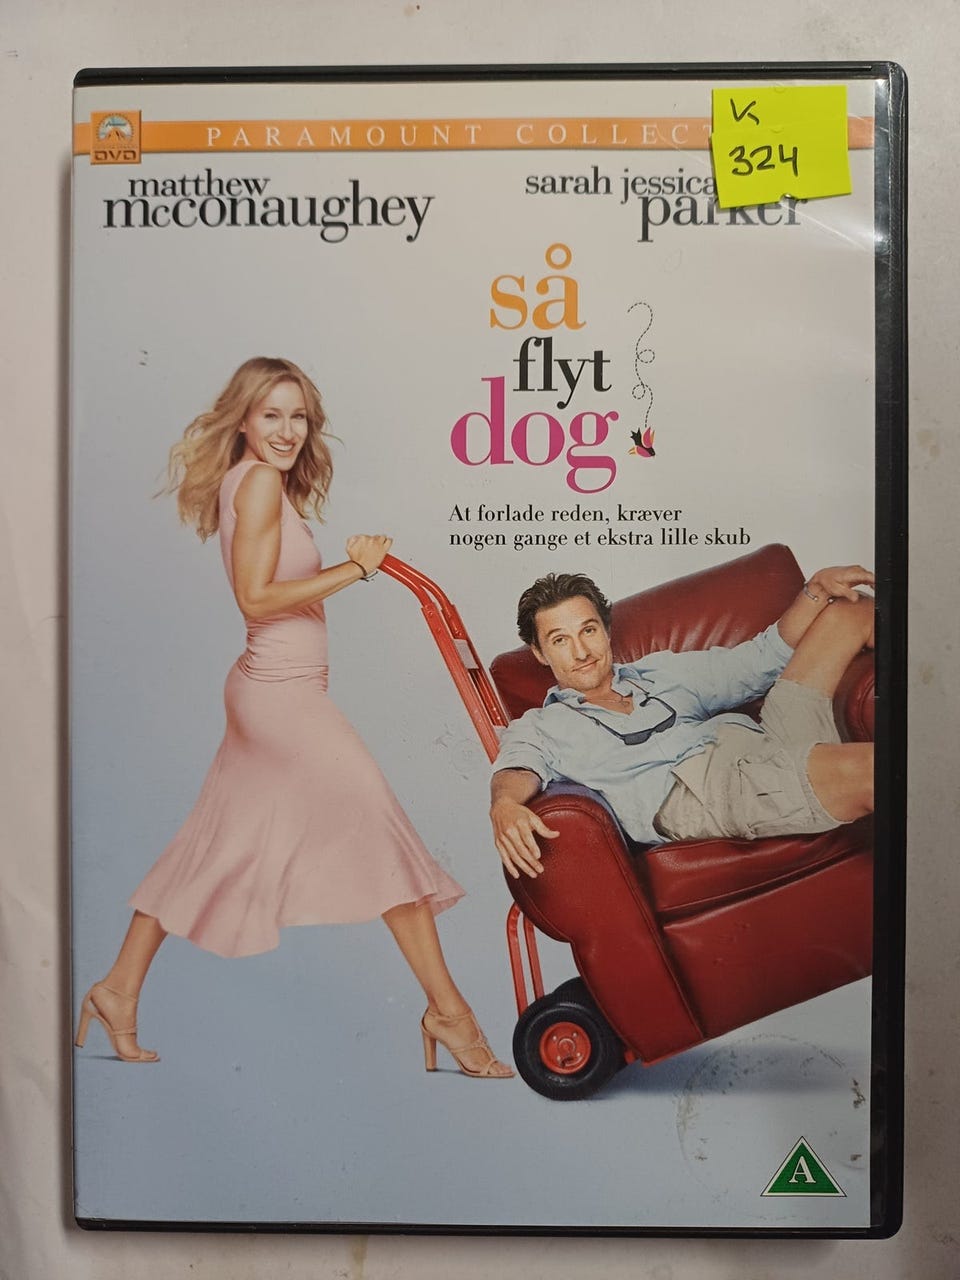 PARAMOUNT COLLECT
DVD
V
324
matthew
mcconaughey
sarah jessica
parker
så
flyt
dog
At forlade reden, kræver
nogen gange et ekstra lille skub
A